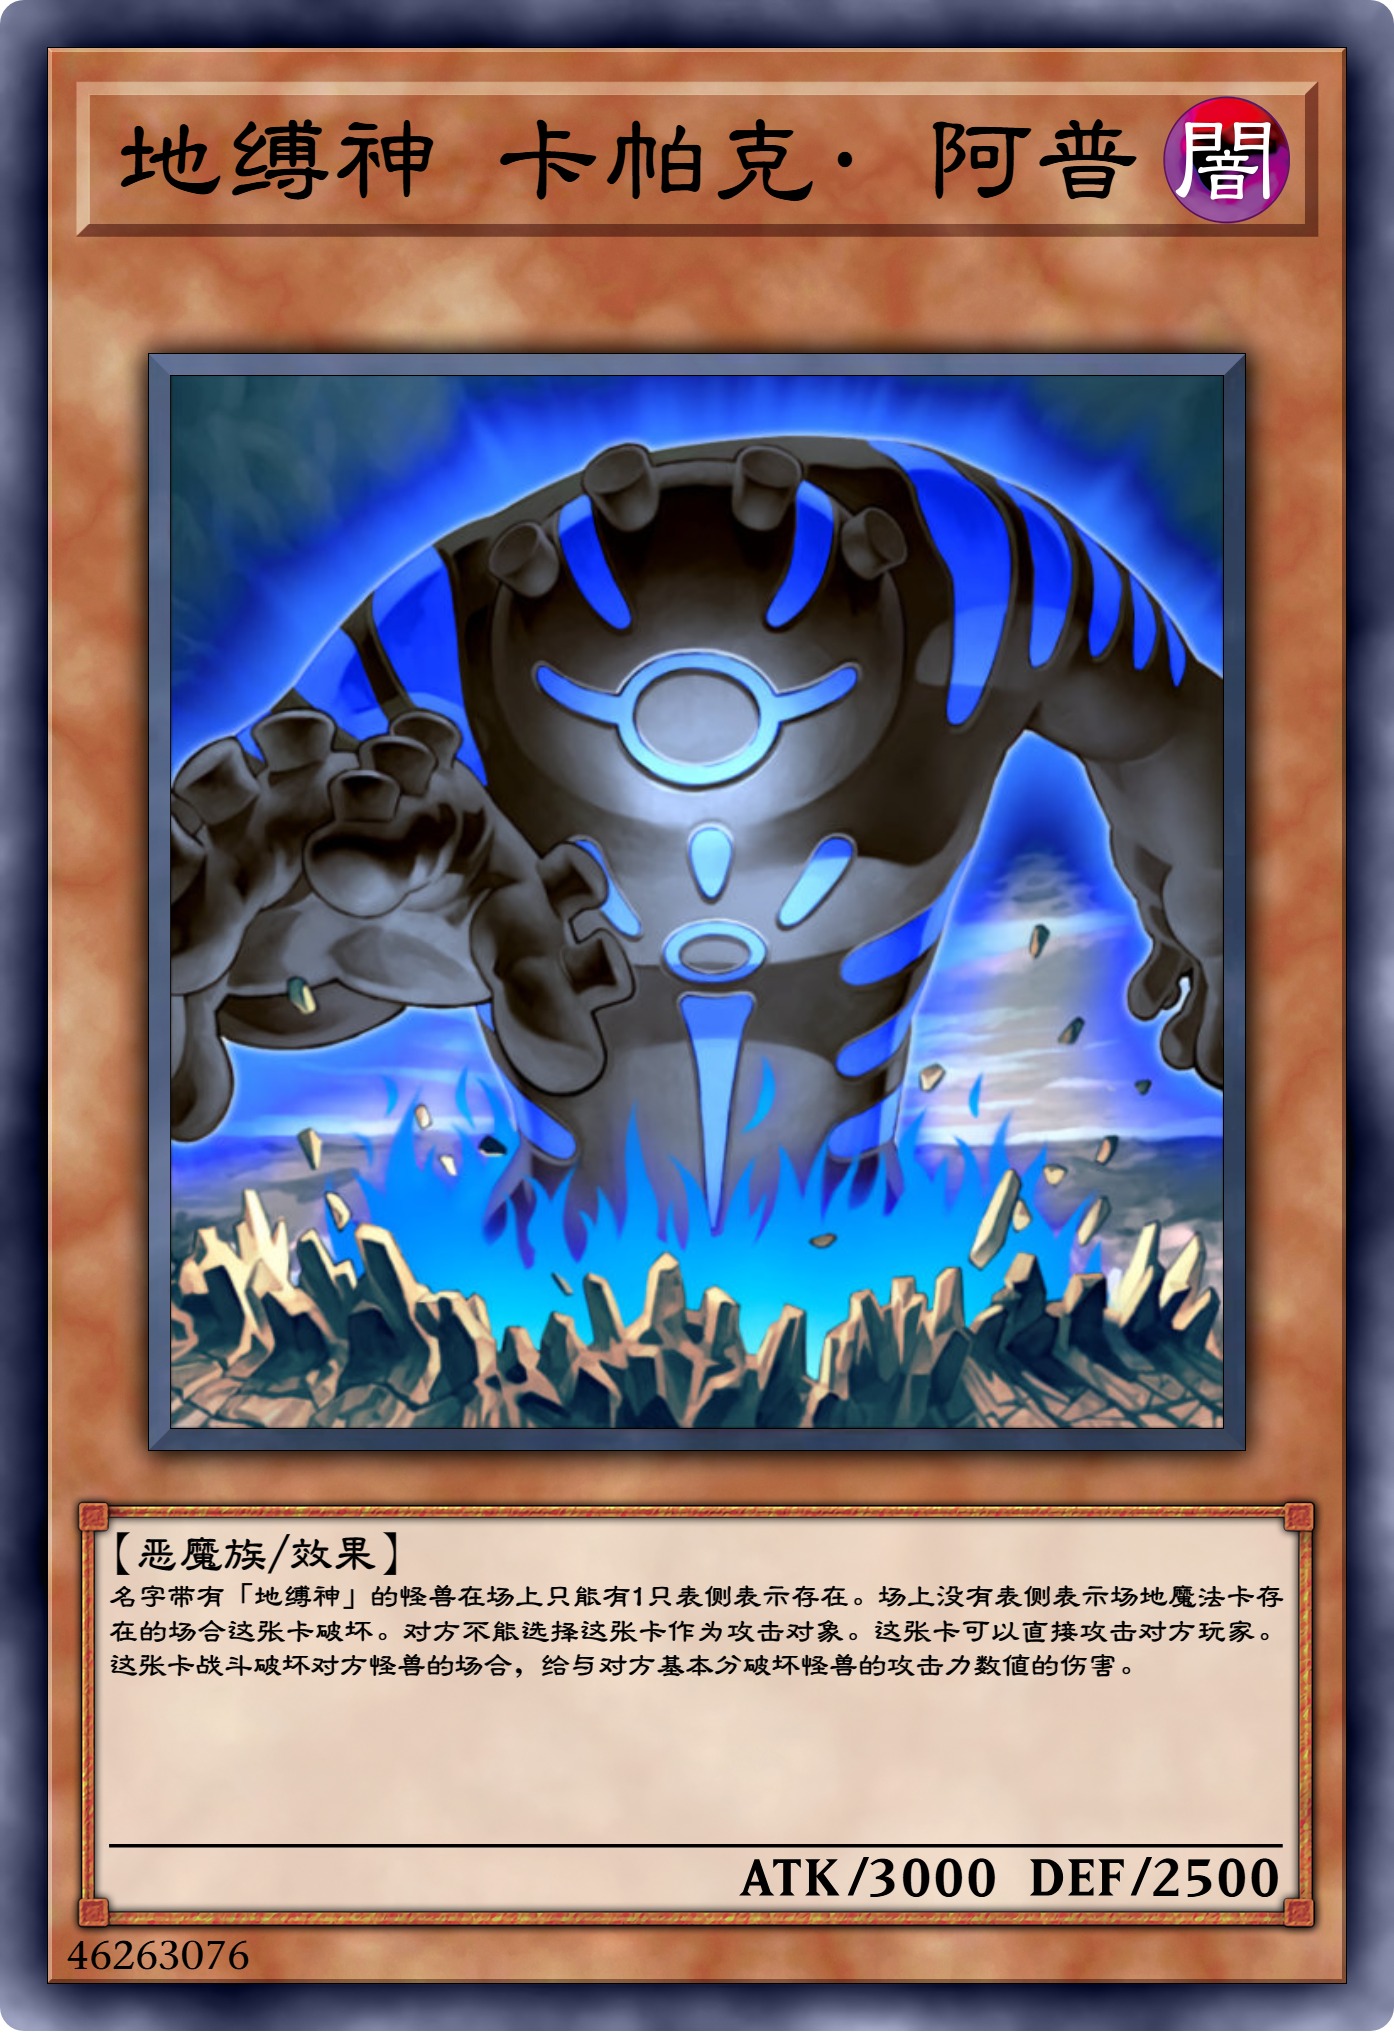 地缚神 卡帕克·阿普
闇
【恶魔族/效果】
名字带有「地缚神」的怪兽在场上只能有1只表侧表示存在。场上没有表侧表示场地魔法卡存
在的场合这张卡破坏。对方不能选择这张卡作为攻击对象。这张卡可以直接攻击对方玩家。
这张卡战斗破坏对方怪兽的场合，给与对方基本分破坏怪兽的攻击力数值的伤害。
ATK/3000 DEF/2500
46263076